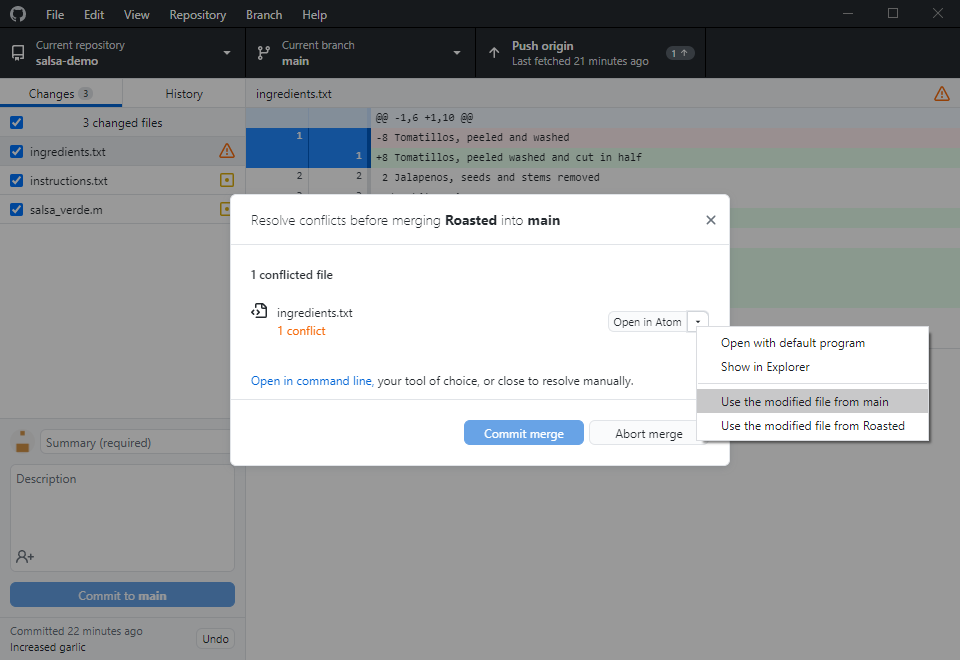 File Edit View Repository Branch Help
Current repository
salsa-demo
Current branch
main
Push origin
Last fetched 21 minutes ago
1
Changes 3
History
ingredients.txt
3 changed files
ingredients.txt
instructions.txt
salsa_verde.m
@@ -1,6 +1,10 @@
1 -8 Tomatillos, peeled and washed
1 +8 Tomatillos, peeled washed and cut in half
2 2 2 Jalapenos, seeds and stems removed
Resolve conflicts before merging Roasted into main
1 conflicted file
ingredients.txt
1 conflict
Open in Atom
Open with default program
Show in Explorer
Use the modified file from main
Use the modified file from Roasted
Open in command line, your tool of choice, or close to resolve manually.
Commit merge
Abort merge
Summary (required)
Description
Commit to main
Committed 22 minutes ago
Increased garlic
Undo